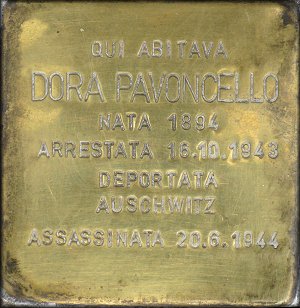 QUI ABITAVA
DORA PAVONCELLO
NATA 1894
ARRESTATA 16.10.1943
DEPORTATA
AUSCHWITZ
ASSASSINATA 20.6.1944